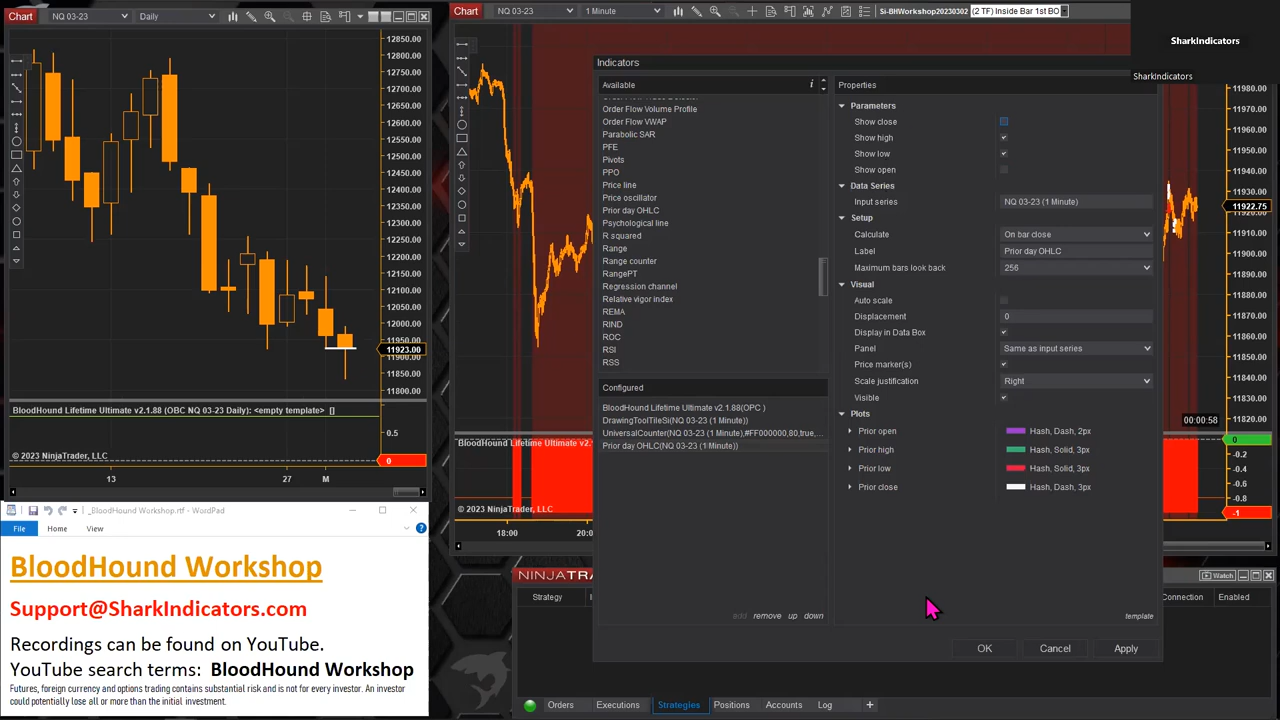 Chart
NQ 03-23
Daily
12850.00
12800.00
12750.00
12700.00
12650.00
12600.00
12550.00
12500.00
12450.00
12400.00
12350.00
12300.00
12250.00
12200.00
12150.00
12100.00
12050.00
12000.00
11950.00
11923.00
11900.00
11850.00
11800.00
BloodHound Lifetime Ultimate v2.1.88 (OBC NQ 03-23 Daily): <empty template> []
0.5
0
© 2023 NinjaTrader, LLC
13
27
M
_BloodHound Workshop.rtf - WordPad
File
Home
View
BloodHound Workshop
Support@SharkIndicators.com
Recordings can be found on YouTube.
YouTube search terms: BloodHound Workshop
Futures, foreign currency and options trading contains substantial risk and is not for every investor. An investor
could potentially lose all or more than the initial investment.
Chart
NQ 03-23
1 Minute
Si-BHWorkshop20230302
(2 TF) Inside Bar 1st BO
SharkIndicators
SharkIndicators
Indicators
Available
Order Flow Volume Profile
Order Flow VWAP
Parabolic SAR
PFE
Pivots
PPO
Price line
Price oscillator
Prior day OHLC
Psychological line
R squared
Range
Range counter
RangePT
Regression channel
Relative vigor index
REMA
RIND
ROC
RSI
RSS
Configured
BloodHound Lifetime Ultimate v2.1.88(OPC )
DrawingToolTileSi(NQ 03-23 (1 Minute))
UniversalCounter(NQ 03-23 (1 Minute),#FF000000,80,true,...
Prior day OHLC(NQ 03-23 (1 Minute))
add remove up down
Properties
Parameters
Show close
Show high
Show low
Show open
Data Series
Input series NQ 03-23 (1 Minute)
Setup
Calculate On bar close
Label Prior day OHLC
Maximum bars look back 256
Visual
Auto scale
Displacement 0
Display in Data Box
Panel Same as input series
Price marker(s)
Scale justification Right
Visible
Plots
Prior open Hash, Dash, 2px
Prior high Hash, Solid, 3px
Prior low Hash, Solid, 3px
Prior close Hash, Dash, 3px
template
OK
Cancel
Apply
11980.00
11970.00
11960.00
11950.00
11940.00
11930.00
11922.75
11910.00
11900.00
11890.00
11880.00
11870.00
11860.00
11850.00
11840.00
11830.00
11820.00
00:00:58
BloodHound Lifetime Ultimate v2.
0
-0.2
-0.4
-0.6
-0.8
-1
© 2023 NinjaTrader, LLC
18:00
Watch
Strategy
Connection
Enabled
Orders
Executions
Strategies
Positions
Accounts
Log
+